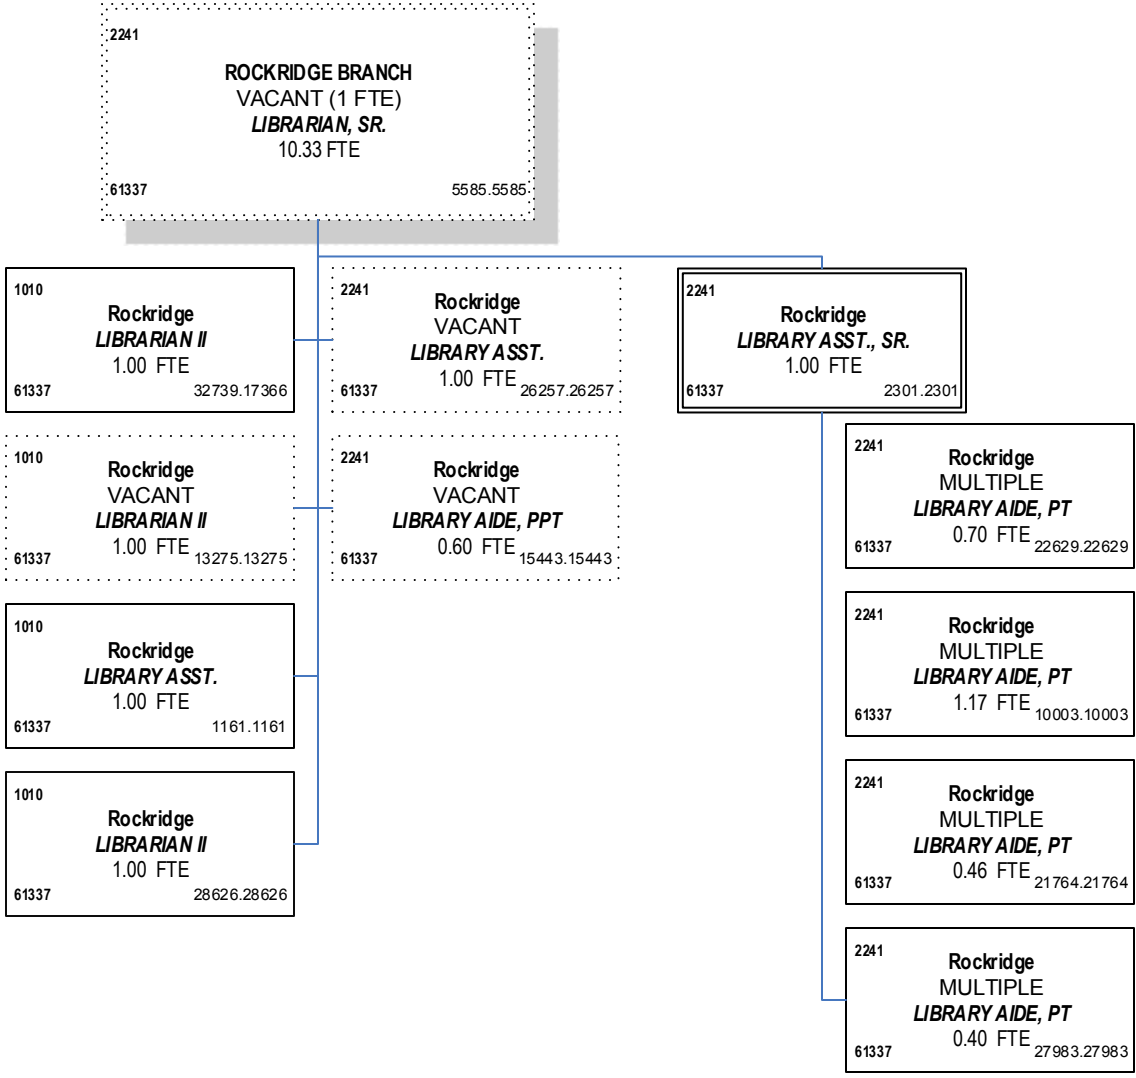 2241
ROCKRIDGE BRANCH
VACANT (1 FTE)
LIBRARIAN, SR.
10.33 FTE
61337
5585.5585
1010
Rockridge
LIBRARIAN II
1.00 FTE
61337
32739.17366
2241
Rockridge
VACANT
LIBRARY ASST.
1.00 FTE
61337
26257.26257
2241
Rockridge
LIBRARY ASST., SR.
1.00 FTE
61337
2301.2301
1010
Rockridge
VACANT
LIBRARIAN II
1.00 FTE
61337
13275.13275
2241
Rockridge
VACANT
LIBRARY AIDE, PPT
0.60 FTE
61337
15443.15443
2241
Rockridge
MULTIPLE
LIBRARY AIDE, PT
0.70 FTE
61337
22629.22629
1010
Rockridge
LIBRARY ASST.
1.00 FTE
61337
1161.1161
2241
Rockridge
MULTIPLE
LIBRARY AIDE, PT
1.17 FTE
61337
10003.10003
1010
Rockridge
LIBRARIAN II
1.00 FTE
61337
28626.28626
2241
Rockridge
MULTIPLE
LIBRARY AIDE, PT
0.46 FTE
61337
21764.21764
2241
Rockridge
MULTIPLE
LIBRARY AIDE, PT
0.40 FTE
61337
27983.27983